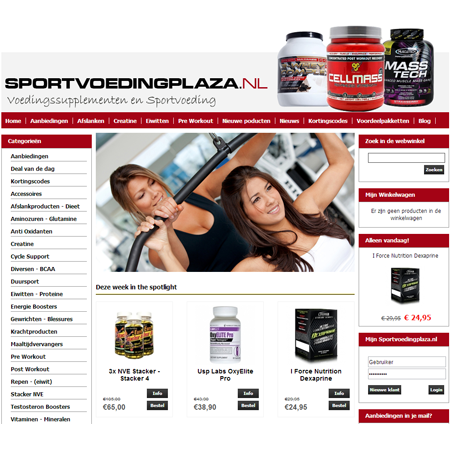 SPORTVOEDINGPLAZA.NL
Voedingssupplementen en Sportvoeding
CELLMASS
MASS
TECH
Home | Aanbiedingen | Afslanken | Creatine | Eiwitten | Pre Workout | Nieuwe producten | Nieuws | Kortingscodes | Voordeelpakketten | Blog |
Categorieën
Aanbiedingen
Deal van de dag
Kortingscodes
Accessoires
Afslankproducten - Dieet
Aminozuren - Glutamine
Anti Oxidanten
Creatine
Cycle Support
Diversen - BCAA
Duursport
Eiwitten - Proteine
Energie Boosters
Gewrichten - Blessures
Krachtproducten
Maaltijdvervangers
Pre Workout
Post Workout
Repen - (eiwit)
Stacker NVE
Testosteron Boosters
Vitaminen - Mineralen
Deze week in the spotlight
3x NVE Stacker -
Stacker 4
Info
€65,00
Bestel
Usp Labs OxyElite
Pro
Info
€38,90
Bestel
I Force Nutrition
Dexaprine
Info
€24,95
Bestel
Zoek in de webwinkel
Zoeken
Mijn Winkelwagen
Er zijn geen producten in de
winkelwagen
Alleen vandaag!
I Force Nutrition Dexaprine
€ 29,95 € 24,95
Mijn Sportvoedingplaza.nl
Gebruiker
Nieuwe klant
Login
Aanbiedingen in je mail?